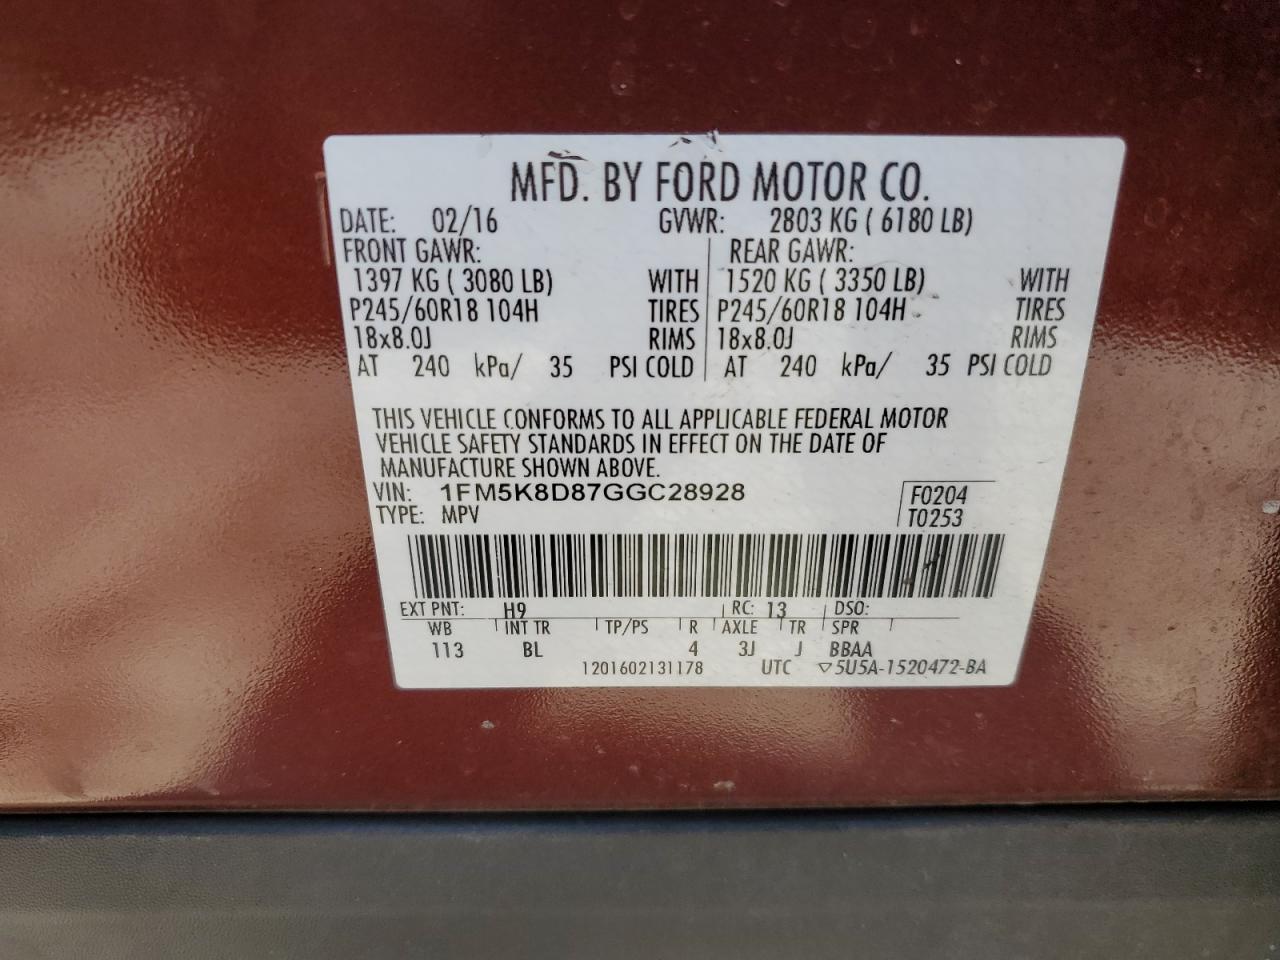 MFD. BY FORD MOTOR CO.
DATE: 02/16 GVWR: 2803 KG ( 6180 LB)
FRONT GAWR: REAR GAWR:
1397 KG ( 3080 LB) WITH 1520 KG ( 3350 LB) WITH
P245/60R18 104H TIRES P245/60R18 104H TIRES
18x8.0J RIMS 18x8.0J RIMS
AT 240 kPa/ 35 PSI COLD AT 240 kPa/ 35 PSI COLD
THIS VEHICLE CONFORMS TO ALL APPLICABLE FEDERAL MOTOR
VEHICLE SAFETY STANDARDS IN EFFECT ON THE DATE OF
MANUFACTURE SHOWN ABOVE.
VIN: 1FM5K8D87GGC28928 F0204
TYPE: MPV T0253
EXT PNT: H9 RC: 13 DSO:
WB INT TR TP/PS R AXLE TR SPR
113 BL 4 3J J BBAA
1201602131178 UTC ▽5U5A-1520472-BA